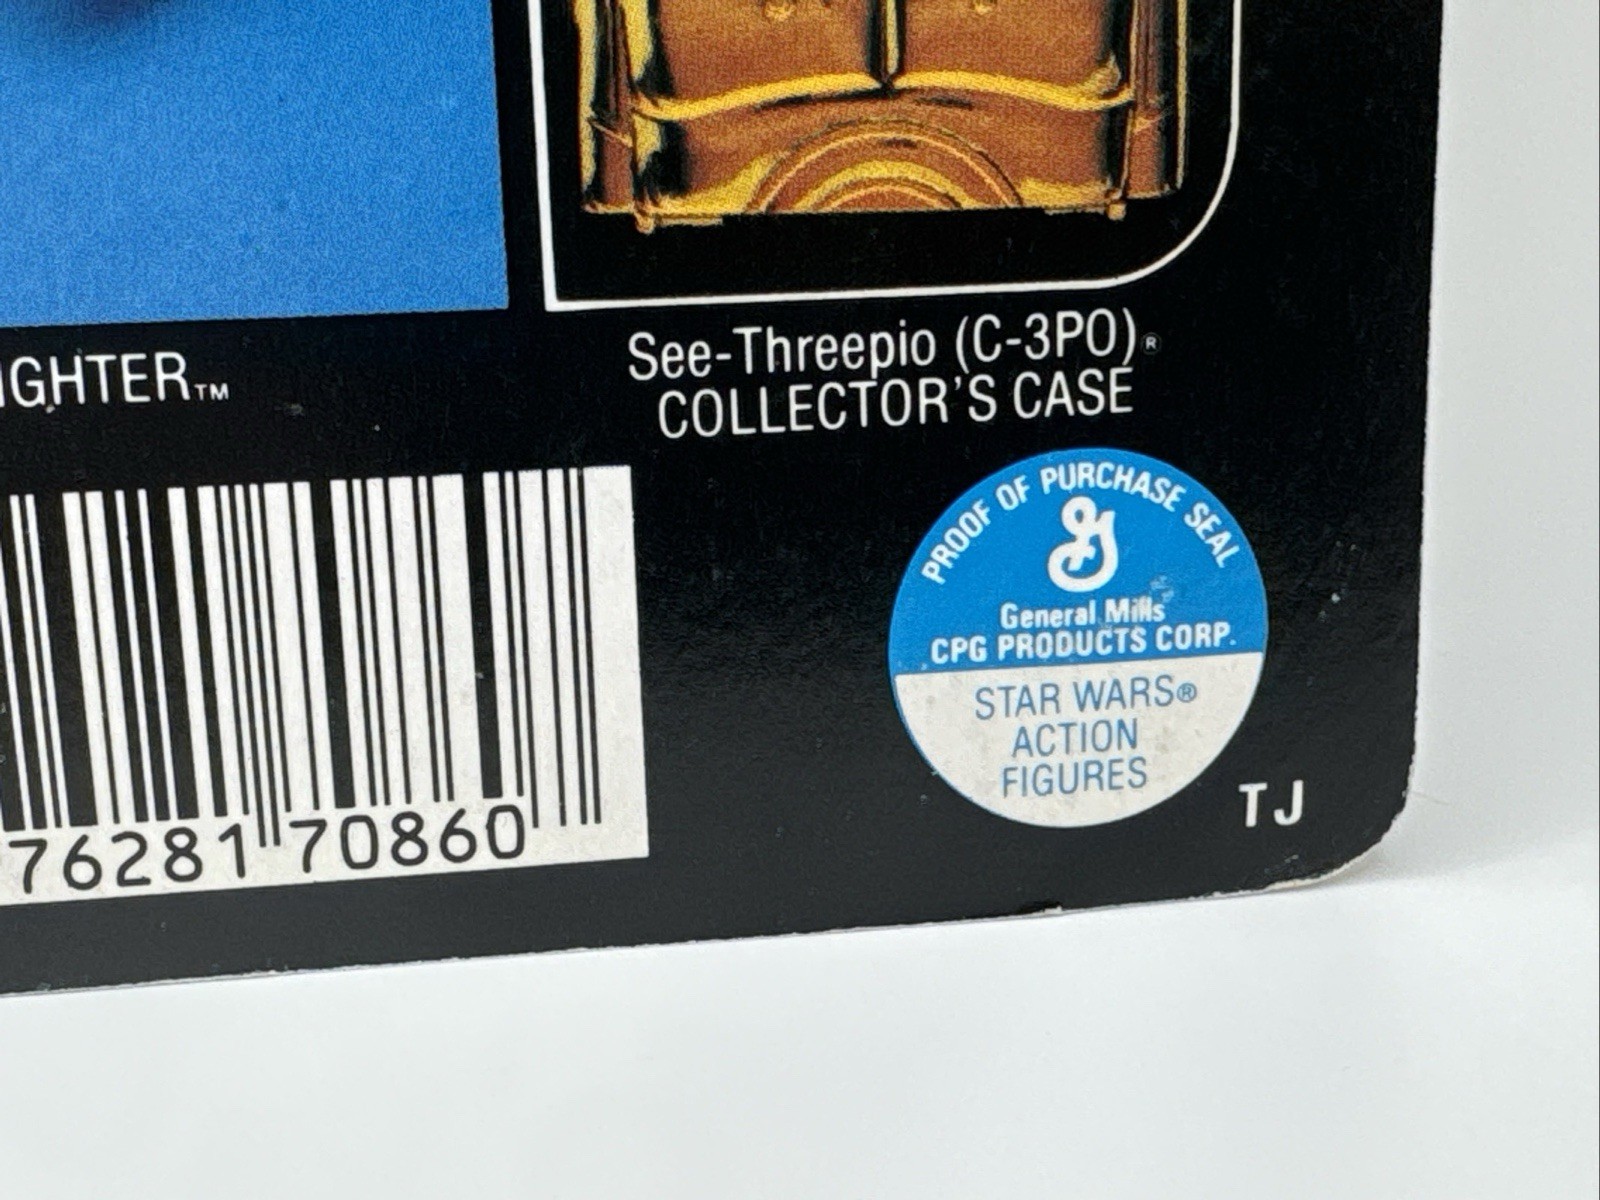 IGHTER™
See-Threepio (C-3PO)®
COLLECTOR'S CASE
PROOF OF PURCHASE SEAL
G
General Mills
CPG PRODUCTS CORP.
STAR WARS®
ACTION
FIGURES
TJ
76281 70860